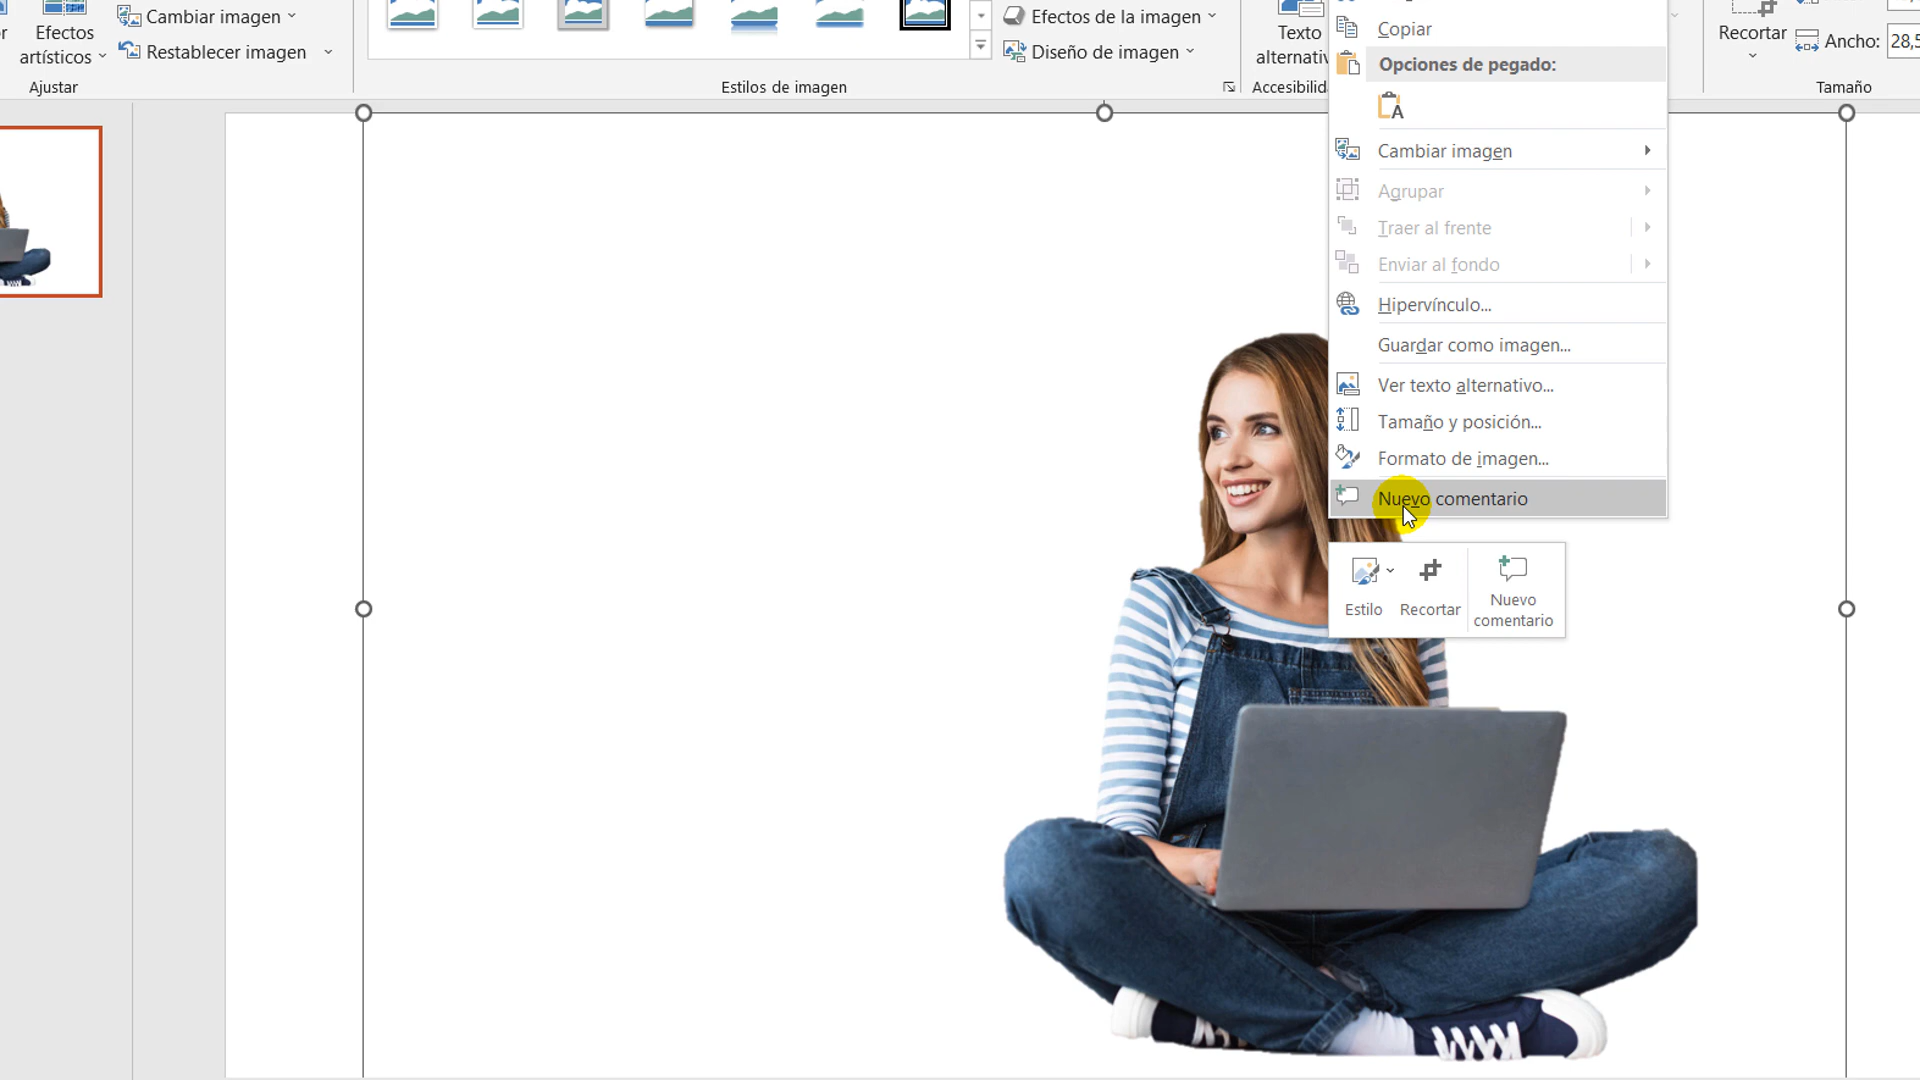 Cambiar imagen
Efectos
artísticos
Restablecer imagen
Ajustar
Estilos de imagen
Efectos de la imagen
Diseño de imagen
Texto
Accesibilid
Copiar
Opciones de pegado:
Cambiar imagen
Agrupar
Traer al frente
Enviar al fondo
Hipervínculo...
Guardar como imagen...
Ver texto alternativo...
Tamaño y posición...
Formato de imagen...
Nuevo comentario
Estilo
Recortar
Nuevo
comentario
Recortar
Ancho:
28,5
Tamaño